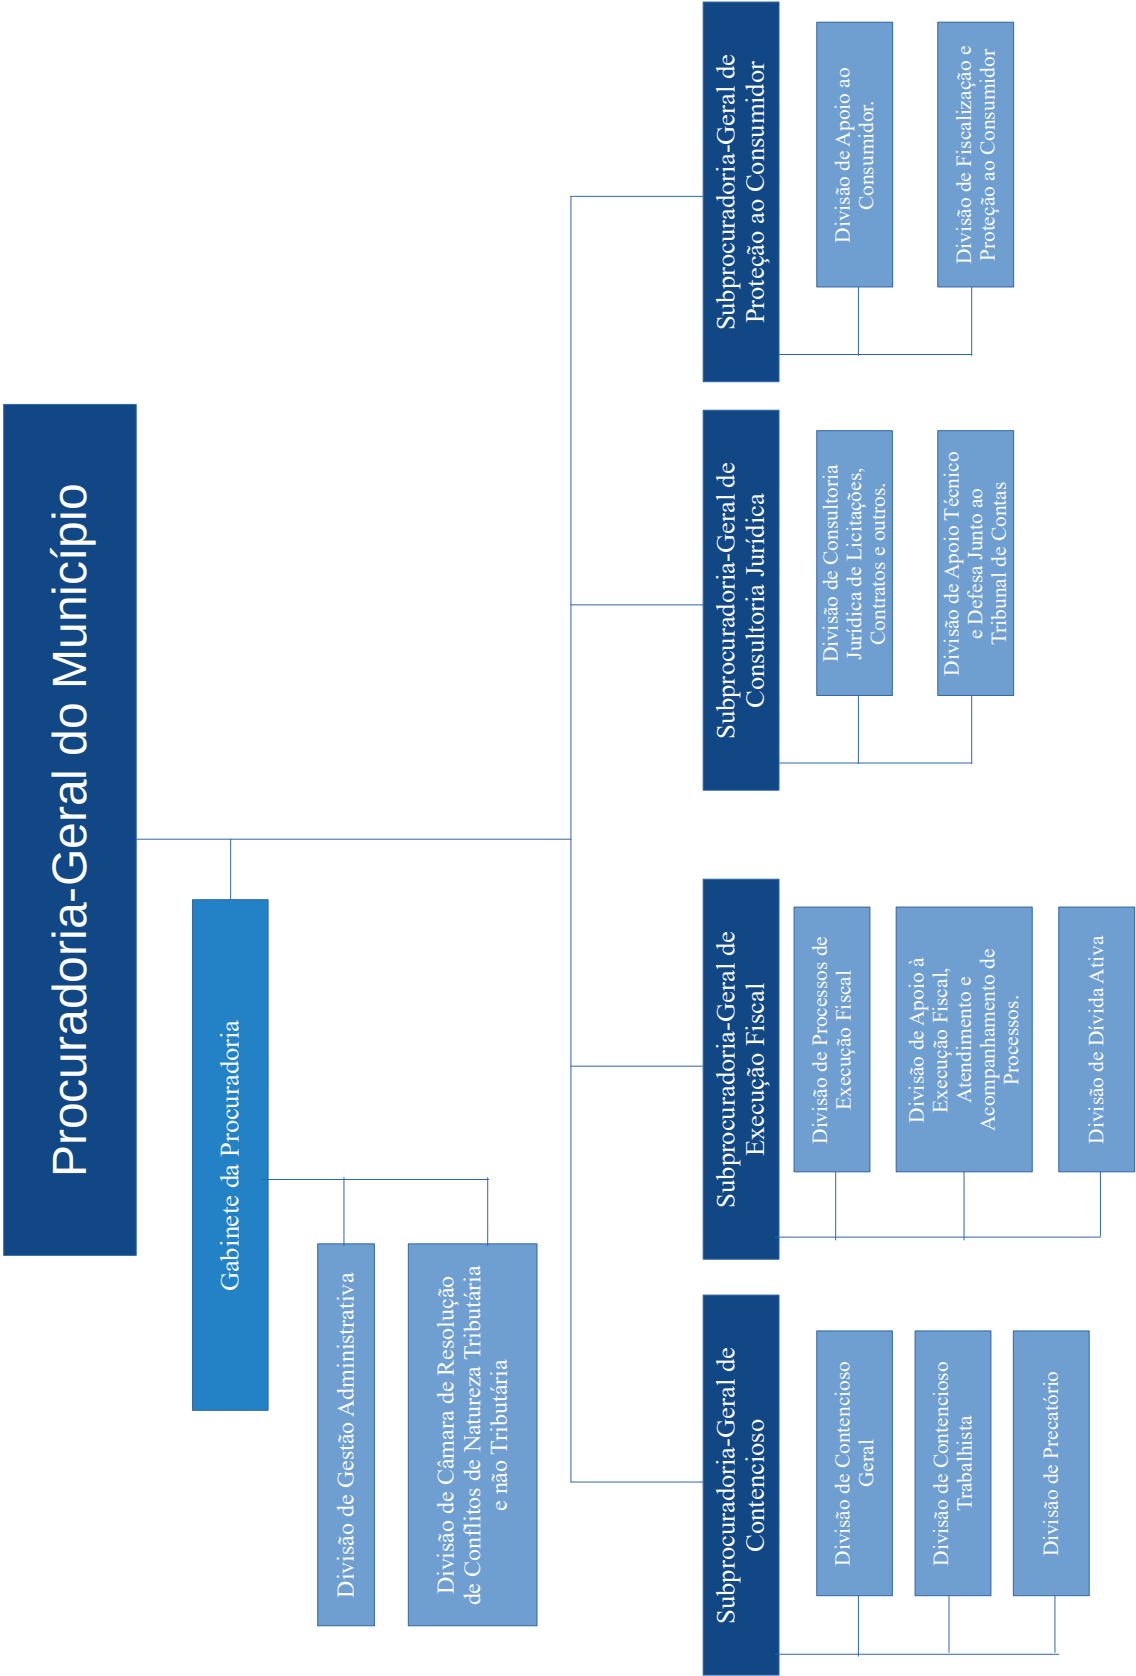 Procuradoria-Geral do Município
Gabinete da Procuradoria
Divisão de Gestão Administrativa
Divisão de Câmara de Resolução
de Conflitos de Natureza Tributária
e não Tributária
Subprocuradoria-Geral de
Contencioso
Divisão de Contencioso
Geral
Divisão de Contencioso
Trabalhista
Divisão de Precatório
Subprocuradoria-Geral de
Execução Fiscal
Divisão de Processos de
Execução Fiscal
Divisão de Apoio à
Execução Fiscal,
Atendimento e
Acompanhamento de
Processos.
Divisão de Dívida Ativa
Subprocuradoria-Geral de
Consultoria Jurídica
Divisão de Consultoria
Jurídica de Licitações,
Contratos e outros.
Divisão de Apoio Técnico
e Defesa Junto ao
Tribunal de Contas
Subprocuradoria-Geral de
Proteção ao Consumidor
Divisão de Apoio ao
Consumidor.
Divisão de Fiscalização e
Proteção ao Consumidor